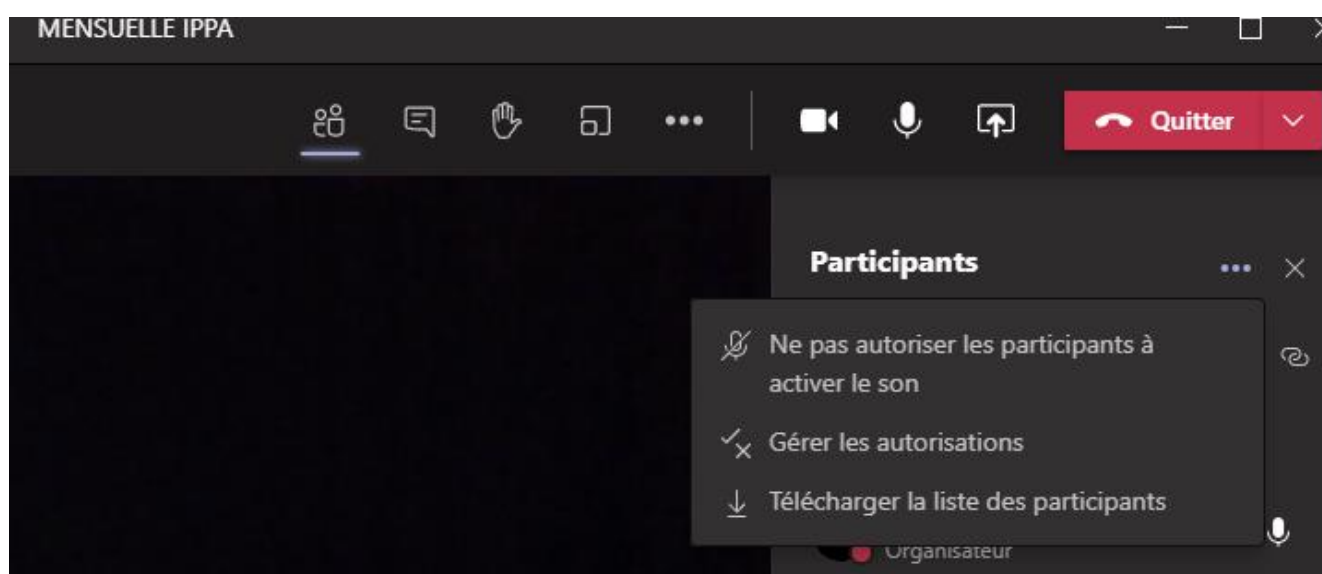 MENSUELLE IPPA
Quitter
Participants
Ne pas autoriser les participants à
activer le son
Gérer les autorisations
Télécharger la liste des participants
Organisateur